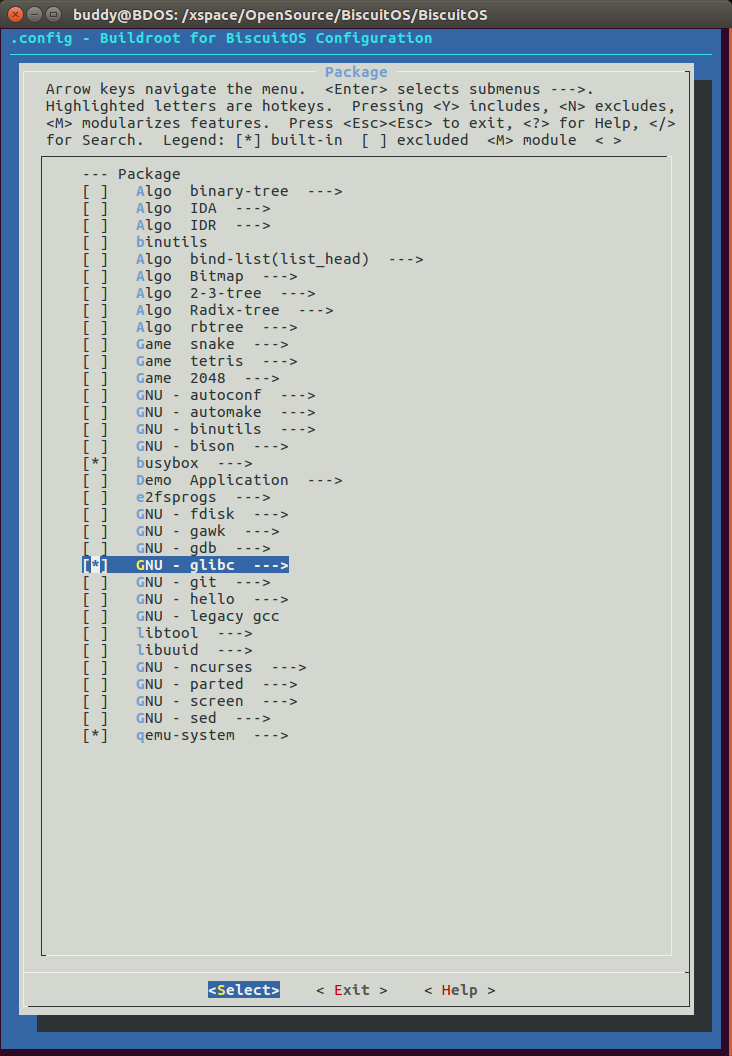 buddy@BDOS: /xspace/OpenSource/BiscuitOS/BiscuitOS
.config - Buildroot for BiscuitOS Configuration
Package
Arrow keys navigate the menu.  <Enter> selects submenus --->.
Highlighted letters are hotkeys.  Pressing <Y> includes, <N> excludes,
<M> modularizes features.  Press <Esc><Esc> to exit, <?> for Help, </>
for Search.  Legend: [*] built-in  [ ] excluded  <M> module  < >
--- Package
[ ]   Algo  binary-tree  --->
[ ]   Algo  IDA  --->
[ ]   Algo  IDR  --->
[ ]   binutils
[ ]   Algo  bind-list(list_head)  --->
[ ]   Algo  Bitmap  --->
[ ]   Algo  2-3-tree  --->
[ ]   Algo  Radix-tree  --->
[ ]   Algo  rbtree  --->
[ ]   Game  snake  --->
[ ]   Game  tetris  --->
[ ]   Game  2048  --->
[ ]   GNU - autoconf  --->
[ ]   GNU - automake  --->
[ ]   GNU - binutils  --->
[ ]   GNU - bison  --->
[*]   busybox  --->
[ ]   Demo  Application  --->
[ ]   e2fsprogs  --->
[ ]   GNU - fdisk  --->
[ ]   GNU - gawk  --->
[ ]   GNU - gdb  --->
[*]   GNU - glibc  --->
[ ]   GNU - git  --->
[ ]   GNU - hello  --->
[ ]   GNU - legacy gcc
[ ]   libtool  --->
[ ]   libuuid  --->
[ ]   GNU - ncurses  --->
[ ]   GNU - parted  --->
[ ]   GNU - screen  --->
[ ]   GNU - sed  --->
[*]   qemu-system  --->
<Select>    < Exit >    < Help >